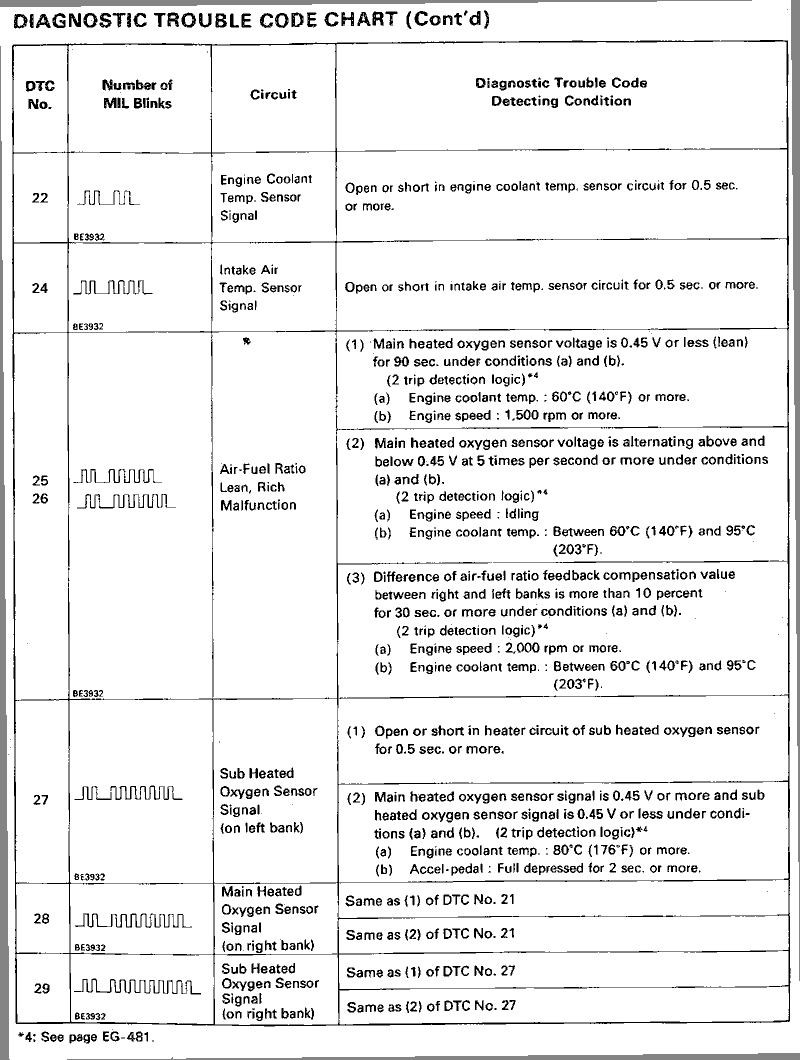 DIAGNOSTIC TROUBLE CODE CHART (Cont'd)
DTC
No.
Number of
MIL Blinks
Circuit
Diagnostic Trouble Code
Detecting Condition
22
BE3932
Engine Coolant
Temp. Sensor
Signal
Open or short in engine coolant temp. sensor circuit for 0.5 sec.
or more.
24
BE3932
Intake Air
Temp. Sensor
Signal
Open or short in intake air temp. sensor circuit for 0.5 sec. or more.
25
26
BE3932
Air-Fuel Ratio
Lean, Rich
Malfunction
(1) Main heated oxygen sensor voltage is 0.45 V or less (lean)
for 90 sec. under conditions (a) and (b).
(2 trip detection logic)*4
(a) Engine coolant temp. : 60°C (140°F) or more.
(b) Engine speed : 1,500 rpm or more.
(2) Main heated oxygen sensor voltage is alternating above and
below 0.45 V at 5 times per second or more under conditions
(a) and (b).
(2 trip detection logic)*4
(a) Engine speed : Idling
(b) Engine coolant temp. : Between 60°C (140°F) and 95°C
(203°F).
(3) Difference of air-fuel ratio feedback compensation value
between right and left banks is more than 10 percent
for 30 sec. or more under conditions (a) and (b).
(2 trip detection logic)*4
(a) Engine speed : 2,000 rpm or more.
(b) Engine coolant temp. : Between 60°C (140°F) and 95°C
(203°F).
27
BE3932
Sub Heated
Oxygen Sensor
Signal
(on left bank)
(1) Open or short in heater circuit of sub heated oxygen sensor
for 0.5 sec. or more.
(2) Main heated oxygen sensor signal is 0.45 V or more and sub
heated oxygen sensor signal is 0.45 V or less under condi-
tions (a) and (b). (2 trip detection logic)*4
(a) Engine coolant temp. : 80°C (176°F) or more.
(b) Accel-pedal : Full depressed for 2 sec. or more.
28
BE3932
Main Heated
Oxygen Sensor
Signal
(on right bank)
Same as (1) of DTC No. 21
Same as (2) of DTC No. 21
29
BE3932
Sub Heated
Oxygen Sensor
Signal
(on right bank)
Same as (1) of DTC No. 27
Same as (2) of DTC No. 27
*4: See page EG-481.